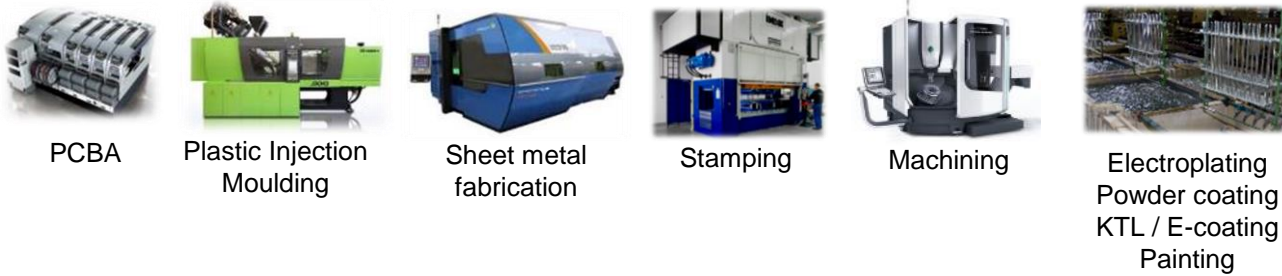 PCBA
Plastic Injection
Moulding
Sheet metal
fabrication
Stamping
Machining
Electroplating
Powder coating
KTL / E-coating
Painting